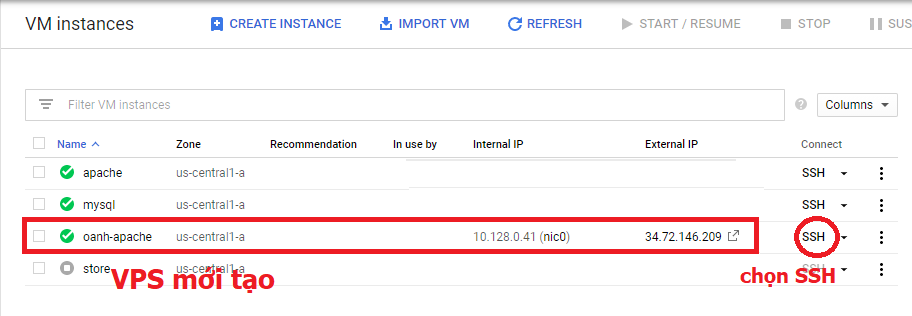 VM instances CREATE INSTANCE IMPORT VM REFRESH START / RESUME STOP SUS
Filter VM instances Columns
Name Zone Recommendation In use by Internal IP External IP Connect
apache us-central1-a SSH
mysql us-central1-a SSH
oanh-apache us-central1-a 10.128.0.41 (nic0) 34.72.146.209 SSH
store us-central1-a SSH
VPS mới tạo chọn SSH